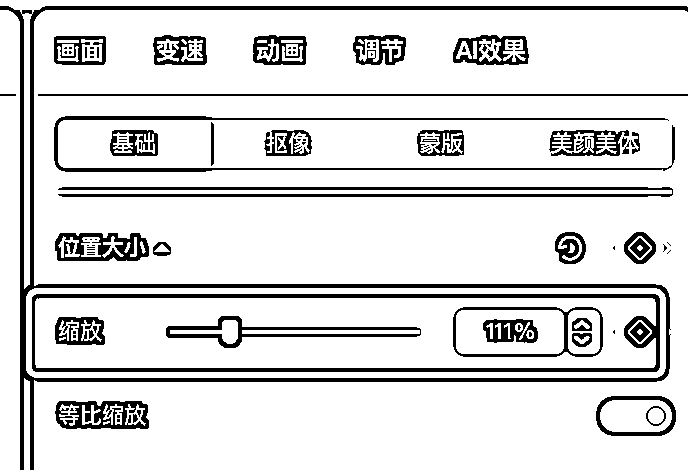 画面 变速 动画 调节 AI效果
基础 抠像 蒙版 美颜美体
位置大小
缩放 111%
等比缩放